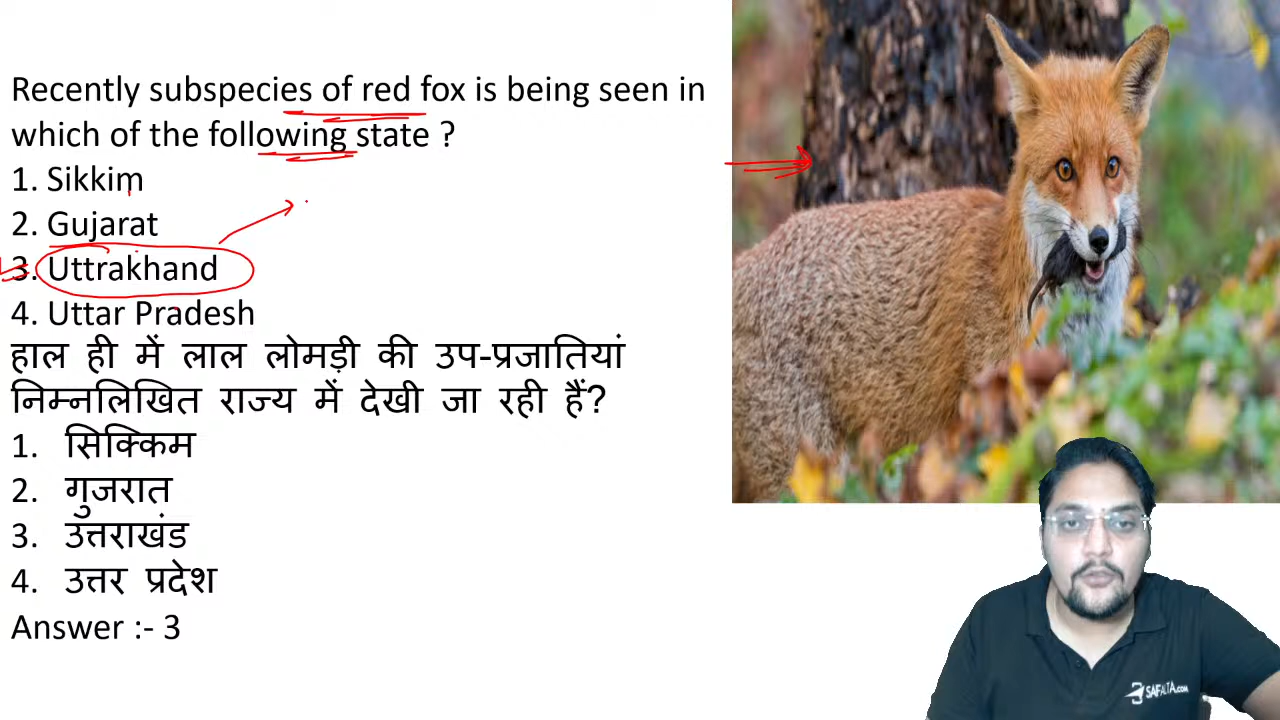 Recently subspecies of red fox is being seen in
which of the following state ?
1. Sikkim
2. Gujarat
3. Uttrakhand
4. Uttar Pradesh
हाल ही में लाल लोमड़ी की उप-प्रजातियां
निम्नलिखित राज्य में देखी जा रही हैं?
1. सिक्किम
2. गुजरात
3. उत्तराखंड
4. उत्तर प्रदेश
Answer :- 3
SAFALTA.COM